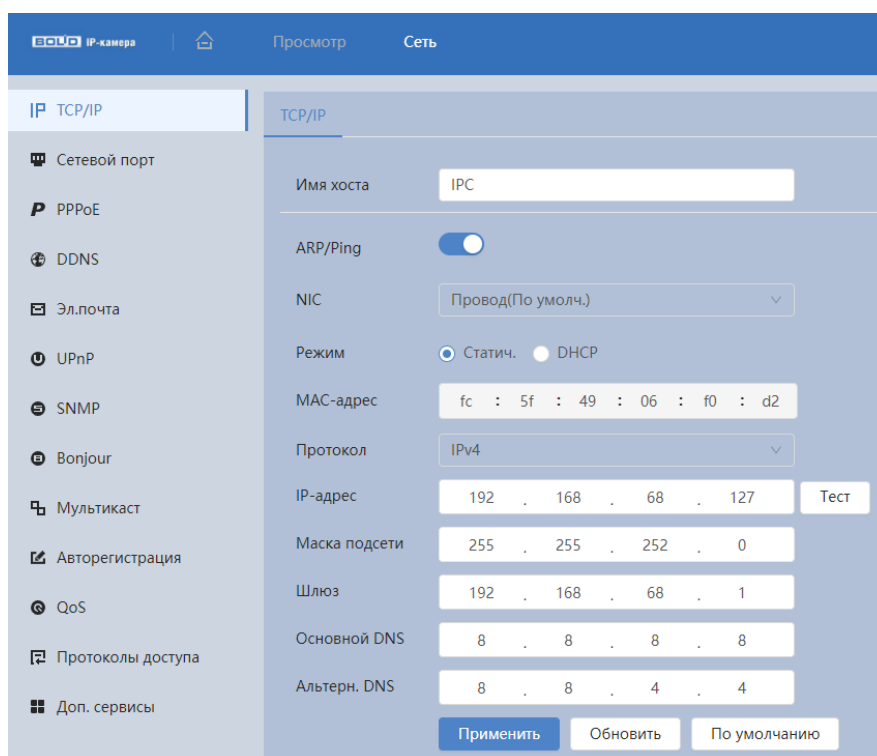 BOLID IP-камера Просмотр Сеть
TCP/IP
Сетевой порт
PPPoE
DDNS
Эл.почта
UPnP
SNMP
Bonjour
Мультикаст
Авторегистрация
QoS
Протоколы доступа
Доп. сервисы
TCP/IP
Имя хоста IPC
ARP/Ping
NIC Провод(По умолч.)
Режим Статич. DHCP
MAC-адрес fc : 5f : 49 : 06 : f0 : d2
Протокол IPv4
IP-адрес 192 . 168 . 68 . 127 Тест
Маска подсети 255 . 255 . 252 . 0
Шлюз 192 . 168 . 68 . 1
Основной DNS 8 . 8 . 8 . 8
Альтерн. DNS 8 . 8 . 4 . 4
Применить Обновить По умолчанию